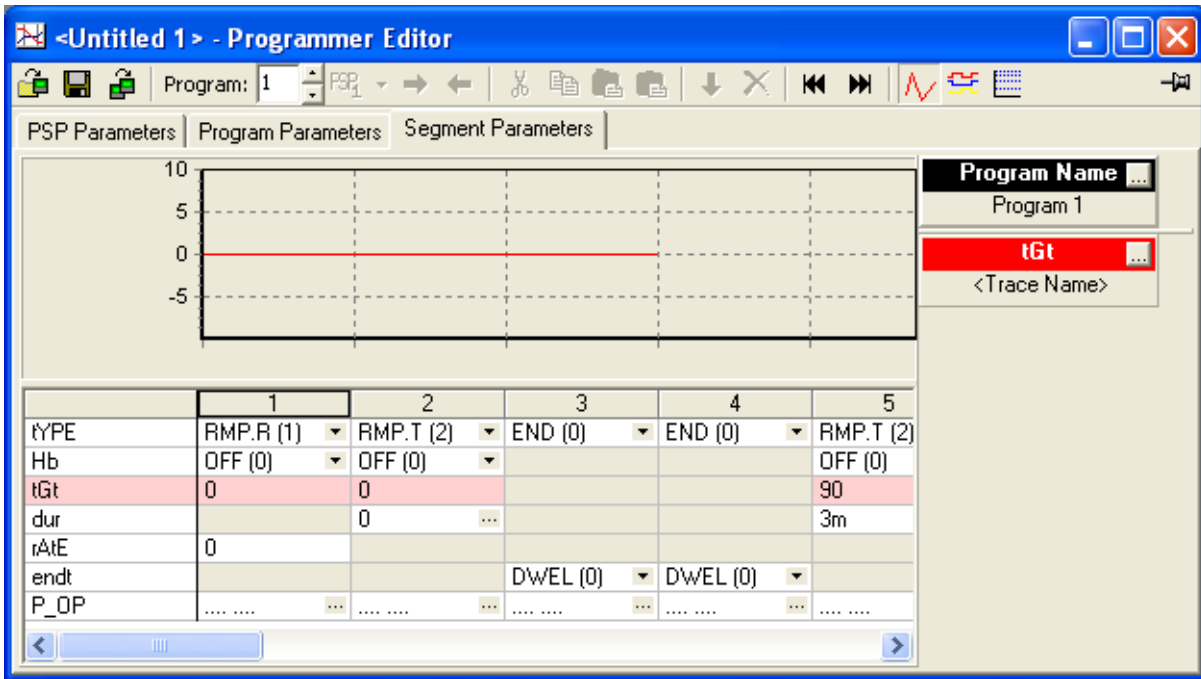 <Untitled 1> - Programmer Editor
Program: 1
PSP Parameters Program Parameters Segment Parameters
10
5
0
-5
Program Name ...
Program 1
tGt ...
<Trace Name>
1 2 3 4 5
tYPE RMP.R (1) RMP.T (2) END (0) END (0) RMP.T (2)
Hb OFF (0) OFF (0) OFF (0)
tGt 0 0 90
dur 0 ... 3m
rAtE 0
endt DWEL (0) DWEL (0)
P_OP .... .... ... .... .... ... .... .... ... .... .... ... .... ....